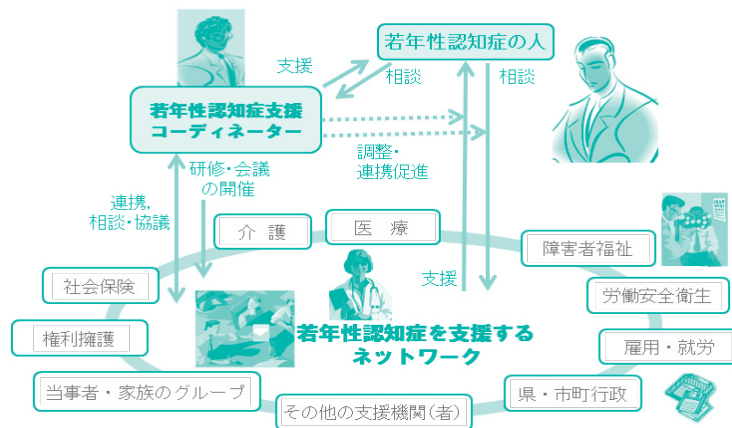 若年性認知症の人
支援
相談
相談
若年性認知症支援
コーディネーター
調整・
連携促進
研修・会議
の開催
連携,
相談・協議
介 護
医 療
障害者福祉
支援
社会保険
労働安全衛生
権利擁護
若年性認知症を支援する
ネットワーク
雇用・就労
当事者・家族のグループ
県・市町行政
その他の支援機関(者)